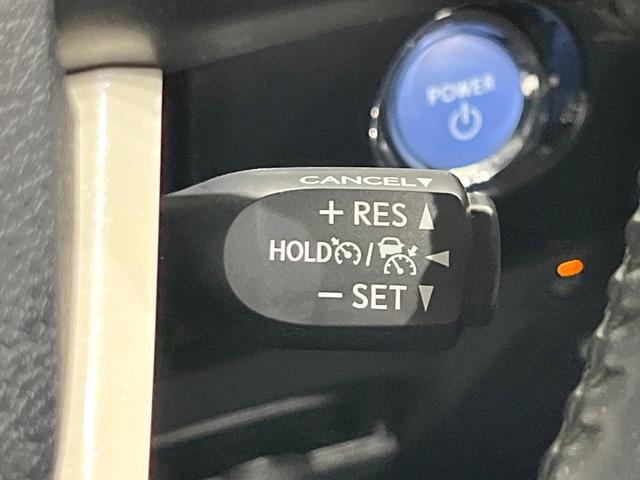 POWER
CANCEL▼
+ RES ▲
HOLD / ◀
− SET ▼